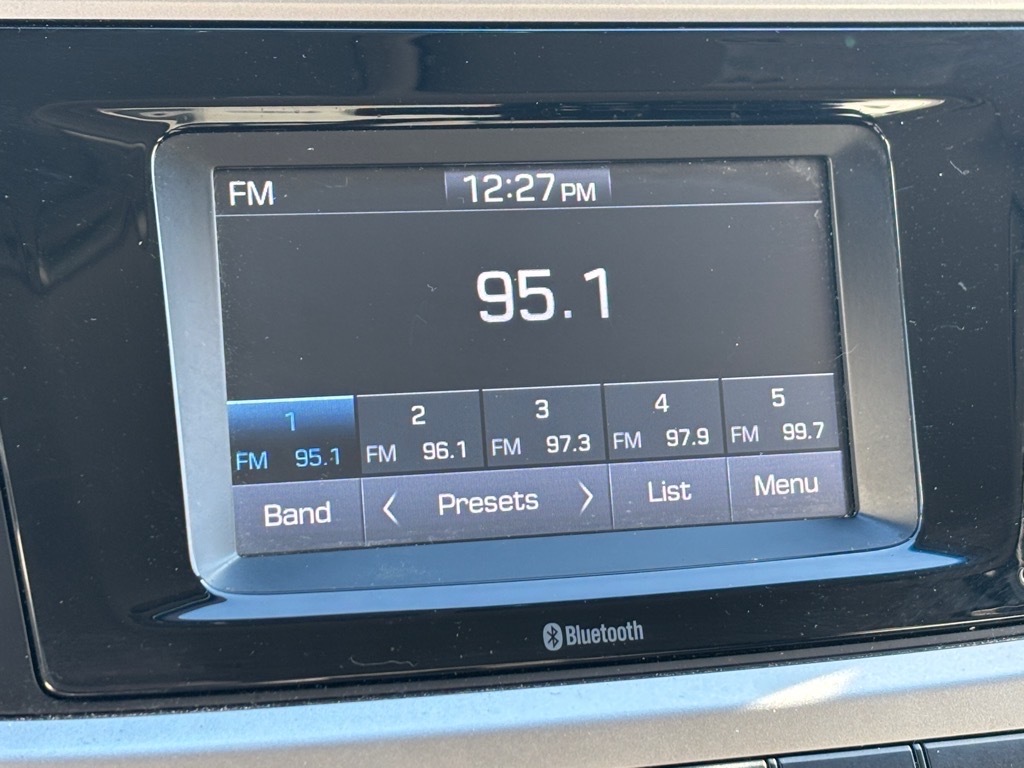 FM 12:27 PM
95.1
1 2 3 4 5
FM 95.1 FM 96.1 FM 97.3 FM 97.9 FM 99.7
Band < Presets > List Menu
Bluetooth